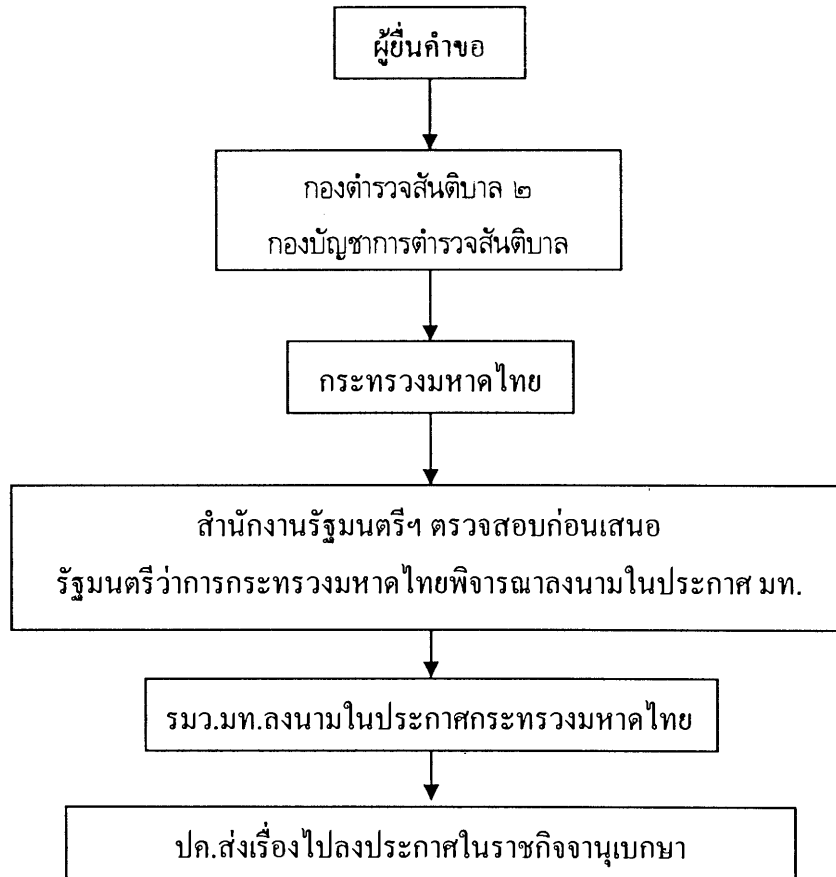 ผู้ยื่นคำขอ
กองตำรวจสันติบาล ๒
กองบัญชาการตำรวจสันติบาล
กระทรวงมหาดไทย
สำนักงานรัฐมนตรีฯ ตรวจสอบก่อนเสนอ
รัฐมนตรีว่าการกระทรวงมหาดไทยพิจารณาลงนามในประกาศ มท.
รมว.มท.ลงนามในประกาศกระทรวงมหาดไทย
ปค.ส่งเรื่องไปลงประกาศในราชกิจจานุเบกษา